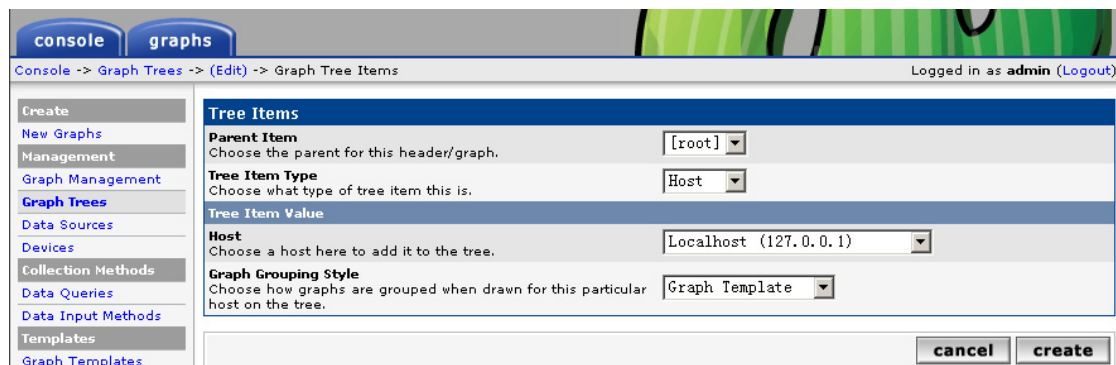 console graphs
Console -> Graph Trees -> (Edit) -> Graph Tree Items Logged in as admin (Logout)
Create
New Graphs
Management
Graph Management
Graph Trees
Data Sources
Devices
Collection Methods
Data Queries
Data Input Methods
Templates
Graph Templates
Tree Items
Parent Item
Choose the parent for this header/graph.
[root]
Tree Item Type
Choose what type of tree item this is.
Host
Tree Item Value
Host
Choose a host here to add it to the tree.
Localhost (127.0.0.1)
Graph Grouping Style
Choose how graphs are grouped when drawn for this particular
host on the tree.
Graph Template
cancel create